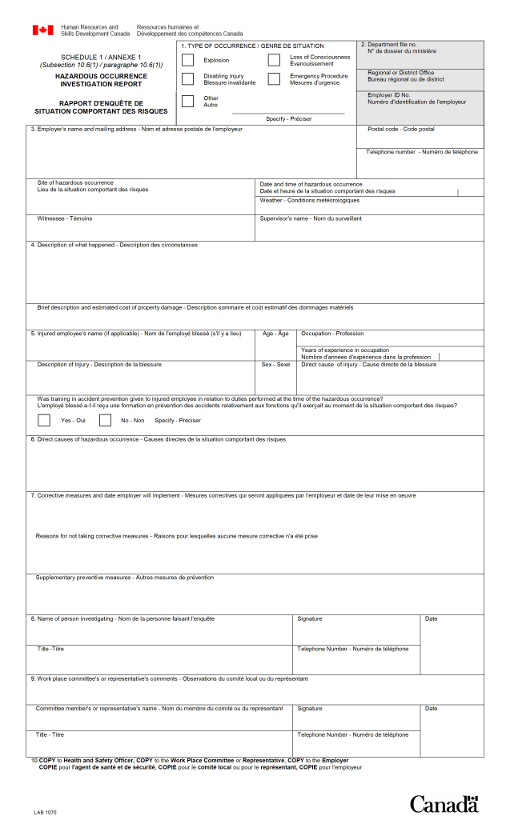 Human Resources and Ressources humaines et
Skills Development Canada Développement des compétences Canada
SCHEDULE 1 / ANNEXE 1
(Subsection 10.6(1) / paragraphe 10.6(1))
HAZARDOUS OCCURRENCE
INVESTIGATION REPORT
RAPPORT D'ENQUÊTE DE
SITUATION COMPORTANT DES RISQUES
1. TYPE OF OCCURRENCE / GENRE DE SITUATION
Explosion
Loss of Consciousness
Évanouissement
Disabling Injury
Blessure invalidante
Emergency Procedure
Mesures d'urgence
Other
Autre
Specify - Préciser
2. Department file no.
N° de dossier du ministère
Regional or District Office
Bureau régional ou de district
Employer ID No.
Numéro d'identification de l'employeur
3. Employer's name and mailing address - Nom et adresse postale de l'employeur
Postal code - Code postal
Telephone number - Numéro de téléphone
Site of hazardous occurrence
Lieu de la situation comportant des risques
Date and time of hazardous occurrence
Date et heure de la situation comportant des risques
Weather - Conditions météorologiques
Witnesses - Témoins
Supervisor's name - Nom du surveillant
4. Description of what happened - Description des circonstances
Brief description and estimated cost of property damage - Description sommaire et coût estimatif des dommages matériels
5. Injured employee's name (if applicable) - Nom de l'employé blessé (s'il y a lieu)
Age - Âge
Occupation - Profession
Years of experience in occupation
Nombre d'années d'expérience dans la profession
Description of Injury - Description de la blessure
Sex - Sexe
Direct cause of injury - Cause directe de la blessure
Was training in accident prevention given to injured employee in relation to duties performed at the time of the hazardous occurrence?
L'employé blessé a-t-il reçu une formation en prévention des accidents relativement aux fonctions qu'il exerçait au moment de la situation comportant des risques?
Yes - Oui No - Non Specify - Préciser
6. Direct causes of hazardous occurrence - Causes directes de la situation comportant des risques
7. Corrective measures and date employer will implement - Mesures correctives qui seront appliquées par l'employeur et date de leur mise en oeuvre
Reasons for not taking corrective measures - Raisons pour lesquelles aucune mesure corrective n'a été prise
Supplementary preventive measures - Autres mesures de prévention
8. Name of person investigating - Nom de la personne faisant l'enquête
Signature
Date
Title -Titre
Telephone Number - Numéro de téléphone
9. Work place committee's or representative's comments - Observations du comité local ou du représentant
Committee member's or representative's name - Nom du membre du comité ou du représentant
Signature
Date
Title - Titre
Telephone Number - Numéro de téléphone
10.COPY to Health and Safety Officer, COPY to the Work Place Committee or Representative, COPY to the Employer
COPIE pour l'agent de santé et de sécurité, COPIE pour le comité local ou pour le représentant, COPIE pour l'employeur
LAB 1070
Canada